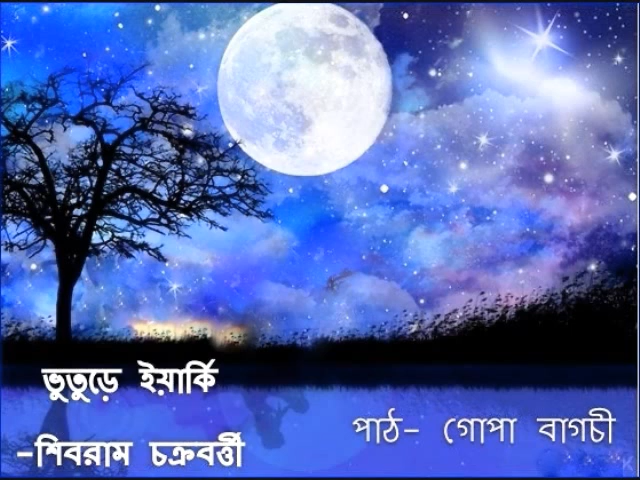 ভুতুড়ে ইয়ার্কি
-শিবরাম চক্রবর্ত্তী
পাঠ- গোপা বাগচী